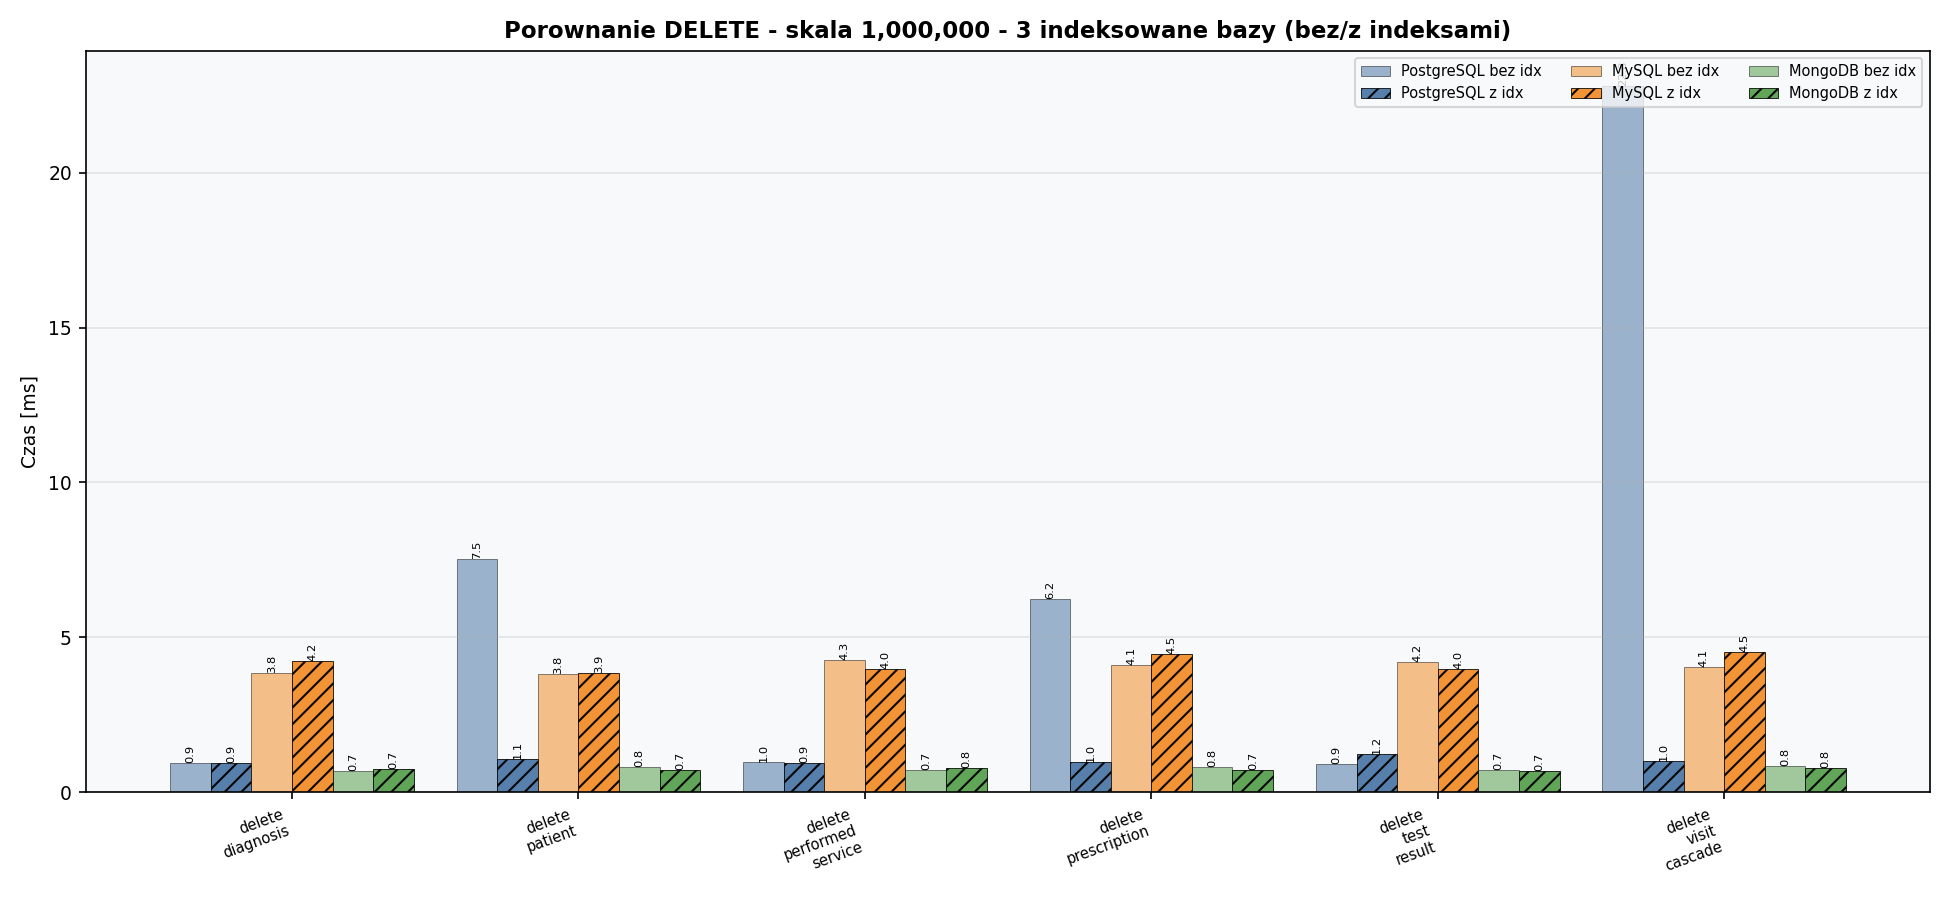 Porownanie DELETE - skala 1,000,000 - 3 indeksowane bazy (bez/z indeksami)
PostgreSQL bez idx
MySQL bez idx
MongoDB bez idx
PostgreSQL z idx
MySQL z idx
MongoDB z idx
Czas [ms]
20
15
10
5
0
0.9
0.9
3.8
4.2
0.7
0.7
7.5
1.1
3.8
3.9
0.8
0.7
1.0
0.9
4.3
4.0
0.7
0.8
6.2
1.0
4.1
4.5
0.8
0.7
0.9
1.2
4.2
4.0
0.7
0.7
1.0
4.1
4.5
0.8
0.8
delete
diagnosis
delete
patient
delete
performed
service
delete
prescription
delete
test
result
delete
visit
cascade